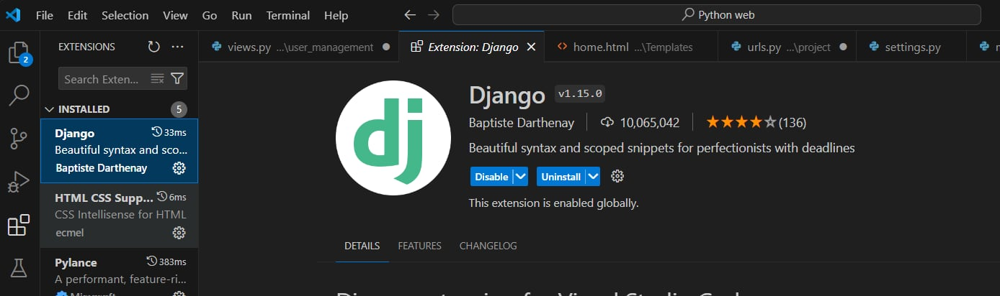 File Edit Selection View Go Run Terminal Help
Python web
EXTENSIONS
views.py ...\user_management
Extension: Django
home.html ...\Templates
urls.py ...\project
settings.py
2
Search Exten...
INSTALLED 5
Django 33ms
Beautiful syntax and sco...
Baptiste Darthenay
HTML CSS Supp... 6ms
CSS Intellisense for HTML
ecmel
Pylance 383ms
A performant, feature-ri...
dj
Django v1.15.0
Baptiste Darthenay 10,065,042 (136)
Beautiful syntax and scoped snippets for perfectionists with deadlines
Disable Uninstall
This extension is enabled globally.
DETAILS FEATURES CHANGELOG